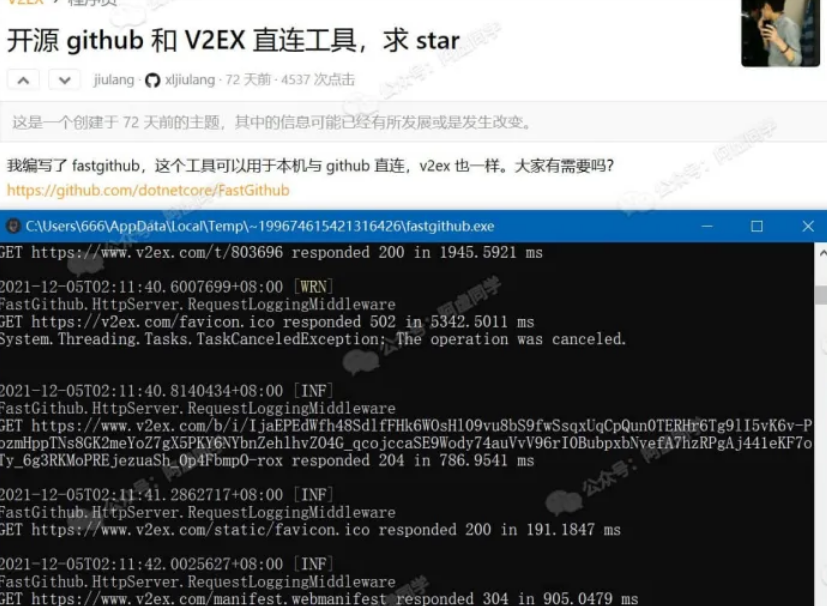 V2EX › 程序员
开源 github 和 V2EX 直连工具，求 star
jiulang · xljiulang · 72 天前 · 4537 次点击
这是一个创建于 72 天前的主题，其中的信息可能已经有所发展或是发生改变。
我编写了 fastgithub，这个工具可以用于本机与 github 直连，v2ex 也一样。大家有需要吗？
https://github.com/dotnetcore/FastGithub
C:\Users\666\AppData\Local\Temp\~199674615421316426\fastgithub.exe
GET https://www.v2ex.com/t/803696 responded 200 in 1945.5921 ms
2021-12-05T02:11:40.6007699+08:00 [WRN]
FastGithub.HttpServer.RequestLoggingMiddleware
GET https://v2ex.com/favicon.ico responded 502 in 5342.5011 ms
System.Threading.Tasks.TaskCanceledException: The operation was canceled.
2021-12-05T02:11:40.8140434+08:00 [INF]
FastGithub.HttpServer.RequestLoggingMiddleware
GET https://www.v2ex.com/b/i/IjaEPEdWfh48SdlfFHk6WOsHl09vu8bS9fwSsqxUqCpQun0TERHr6Tg9lI5vK6v-P
ozmHppTNs8GK2meYoZ7gX5PKY6NYbnZehlhvZO4G_qcojccaSE9Wody74auVvV96rI0BubpxbNvefA7hzRPgAj441eKF7o
Ty_6g3RKMoPREjezuaSh_0p4FbmpO-rox responded 204 in 786.9541 ms
2021-12-05T02:11:41.2862717+08:00 [INF]
FastGithub.HttpServer.RequestLoggingMiddleware
GET https://www.v2ex.com/static/favicon.ico responded 200 in 191.1847 ms
2021-12-05T02:11:42.0025627+08:00 [INF]
FastGithub.HttpServer.RequestLoggingMiddleware
GET https://www.v2ex.com/manifest.webmanifest responded 304 in 905.0479 ms
公众号：阿虚同学